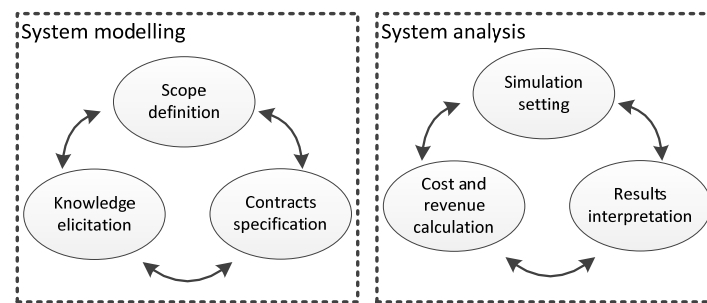 System modelling
Scope
definition
Knowledge
elicitation
Contracts
specification
System analysis
Simulation
setting
Cost and
revenue
calculation
Results
interpretation